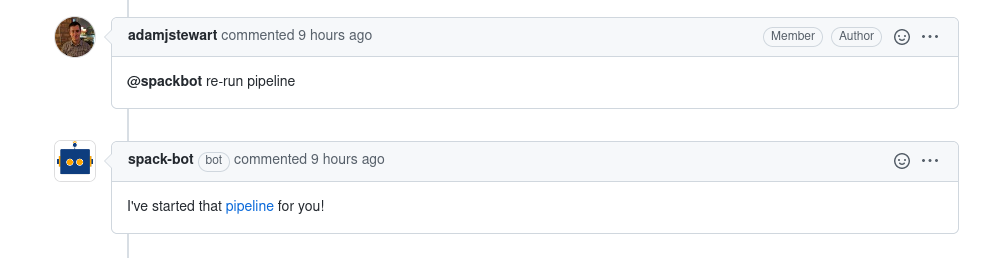 adamjstewart commented 9 hours ago Member Author
@spackbot re-run pipeline
spack-bot bot commented 9 hours ago
I've started that pipeline for you!